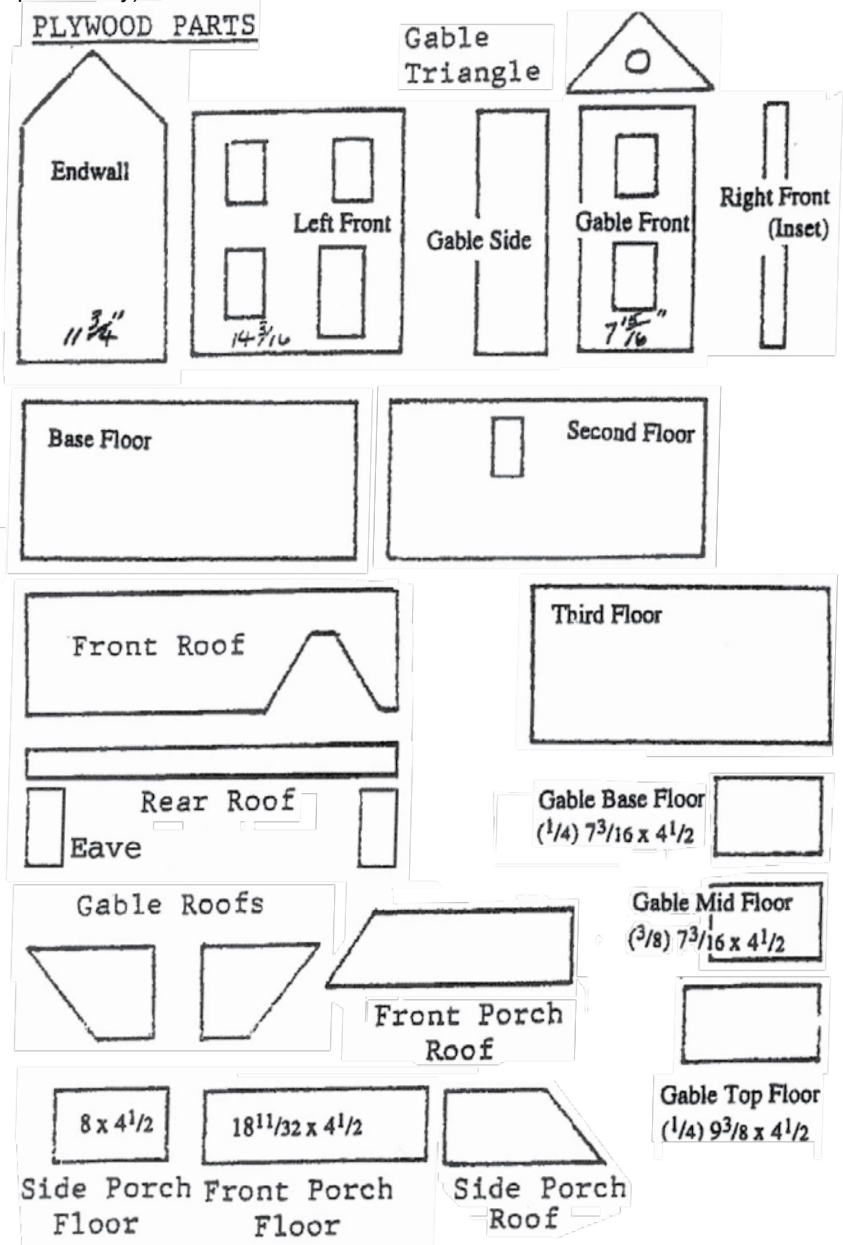 PLYWOOD PARTS
Gable
Triangle
Endwall
11 3/4"
Left Front
14 3/16
Gable Side
Gable Front
7 15/16"
Right Front
(Inset)
Base Floor
Second Floor
Front Roof
Third Floor
Rear Roof
Eave
Gable Base Floor
(1/4) 7 3/16 x 4 1/2
Gable Roofs
Gable Mid Floor
(3/8) 7 3/16 x 4 1/2
Front Porch
Roof
Gable Top Floor
(1/4) 9 3/8 x 4 1/2
8 x 4 1/2
Side Porch
Floor
18 11/32 x 4 1/2
Front Porch
Floor
Side Porch
Roof